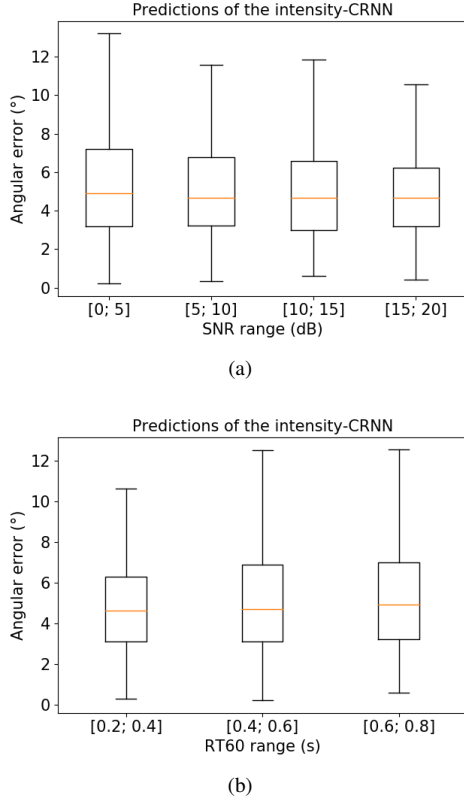 Predictions of the intensity-CRNN
12
10
8
6
4
2
0
Angular error (°)
[0; 5] [5; 10] [10; 15] [15; 20]
SNR range (dB)
(a)
Predictions of the intensity-CRNN
12
10
8
6
4
2
0
Angular error (°)
[0.2; 0.4] [0.4; 0.6] [0.6; 0.8]
RT60 range (s)
(b)